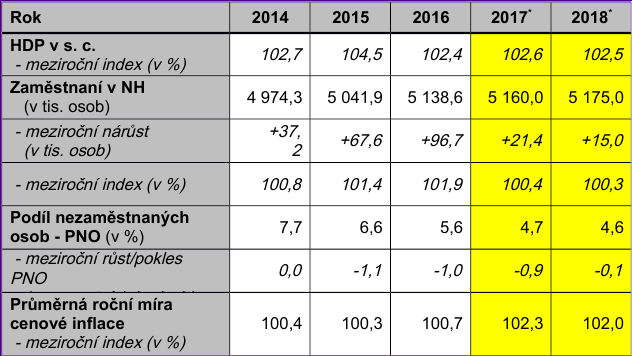 Rok 2014 2015 2016 2017* 2018*
HDP v s. c.
- meziroční index (v %) 102,7 104,5 102,4 102,6 102,5
Zaměstnaní v NH
(v tis. osob) 4 974,3 5 041,9 5 138,6 5 160,0 5 175,0
- meziroční nárůst
(v tis. osob) +37,2 +67,6 +96,7 +21,4 +15,0
- meziroční index (v %) 100,8 101,4 101,9 100,4 100,3
Podíl nezaměstnaných
osob - PNO (v %) 7,7 6,6 5,6 4,7 4,6
- meziroční růst/pokles
PNO 0,0 -1,1 -1,0 -0,9 -0,1
Průměrná roční míra
cenové inflace 100,4 100,3 100,7 102,3 102,0
- meziroční index (v %)